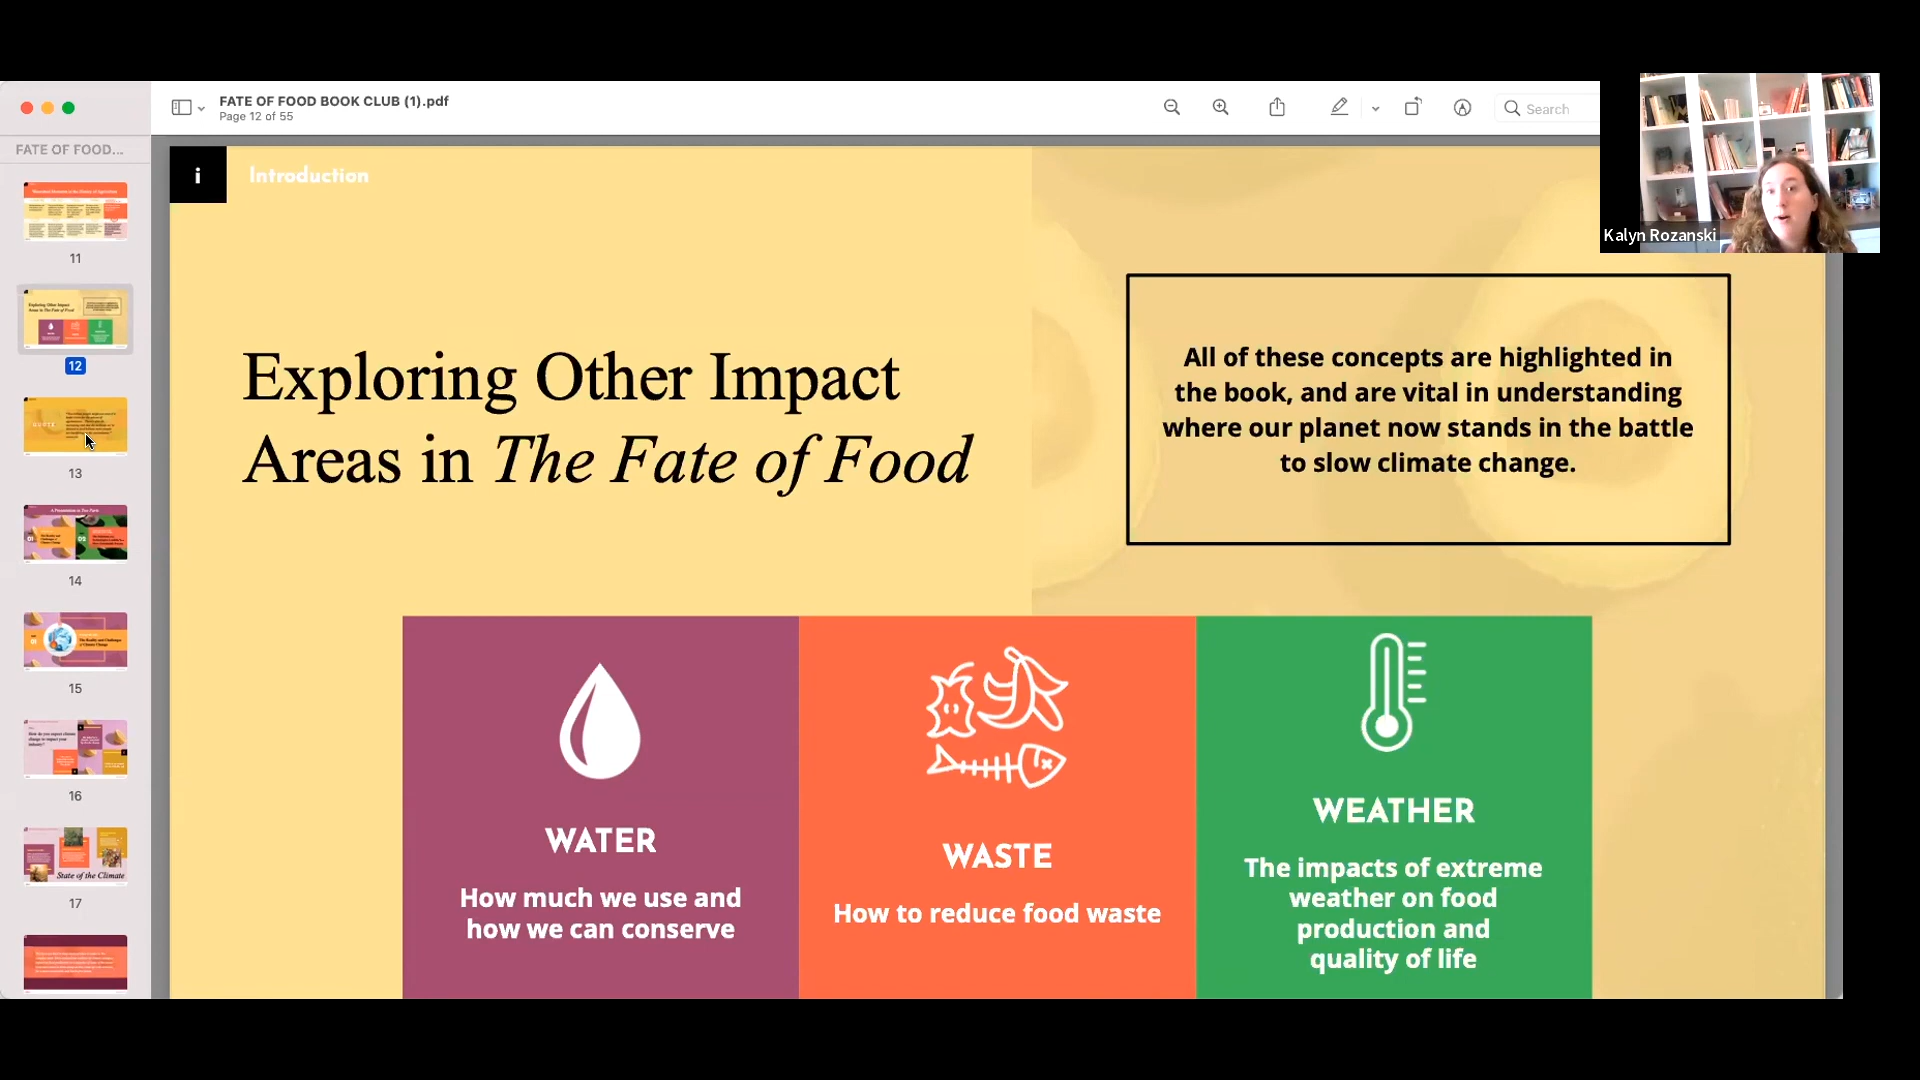 FATE OF FOOD BOOK CLUB (1).pdf
Page 12 of 55
Search
FATE OF FOOD...
11
12
13
14
15
16
State of the Climate
17
i
Introduction
Exploring Other Impact
Areas in The Fate of Food
All of these concepts are highlighted in
the book, and are vital in understanding
where our planet now stands in the battle
to slow climate change.
WATER
How much we use and
how we can conserve
WASTE
How to reduce food waste
WEATHER
The impacts of extreme
weather on food
production and
quality of life
Kalyn Rozanski